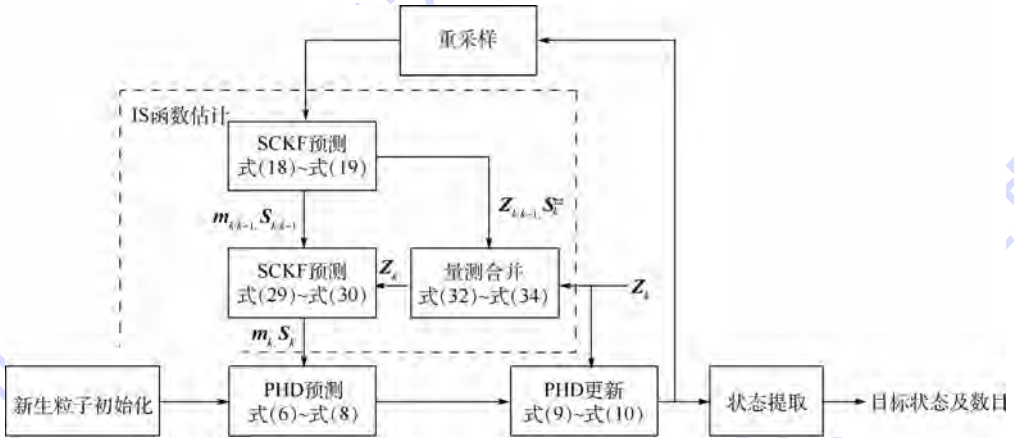 重采样
IS函数估计
SCKF预测
式(18)~式(19)
Z_{k|k-1}, S_k^{zz}
m_{k|k-1}, S_{k|k-1}
SCKF预测
式(29)~式(30)
Z_k
量测合并
式(32)~式(34)
Z_k
m_k, S_k
新生粒子初始化
PHD预测
式(6)~式(8)
PHD更新
式(9)~式(10)
状态提取
目标状态及数目